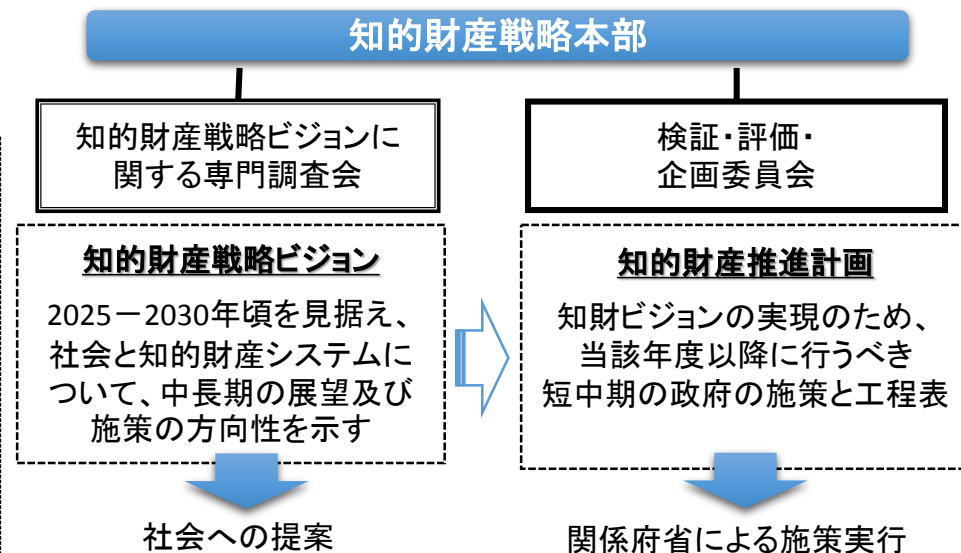 知的財産戦略本部
知的財産戦略ビジョンに
関する専門調査会
検証・評価・
企画委員会
知的財産戦略ビジョン
2025－2030年頃を見据え、
社会と知的財産システムに
ついて、中長期の展望及び
施策の方向性を示す
知的財産推進計画
知財ビジョンの実現のため、
当該年度以降に行うべき
短中期の政府の施策と工程表
社会への提案
関係府省による施策実行